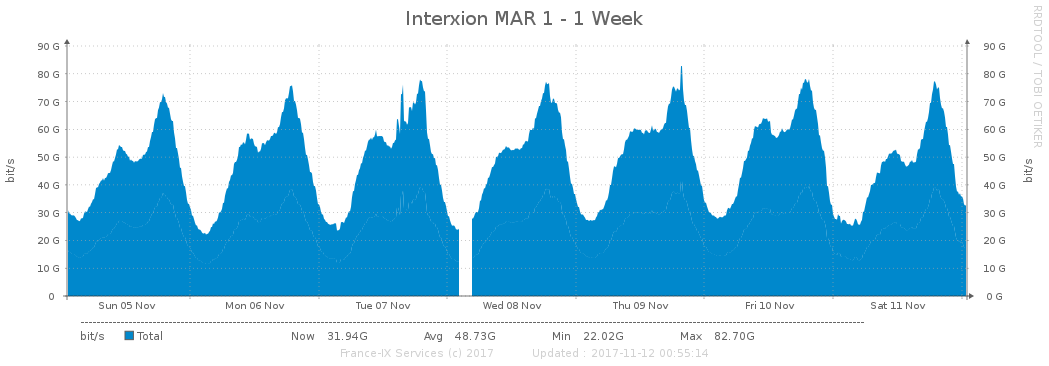 Interxion MAR 1 - 1 Week
RRDTOOL / TOBI OETIKER
90 G 90 G
80 G 80 G
70 G 70 G
60 G 60 G
50 G 50 G
40 G 40 G
30 G 30 G
20 G 20 G
10 G 10 G
0 0 G
bit/s
bit/s
Sun 05 Nov Mon 06 Nov Tue 07 Nov Wed 08 Nov Thu 09 Nov Fri 10 Nov Sat 11 Nov
bit/s Total Now 31.94G Avg 48.73G Min 22.02G Max 82.70G
France-IX Services (c) 2017 Updated : 2017-11-12 00:55:14